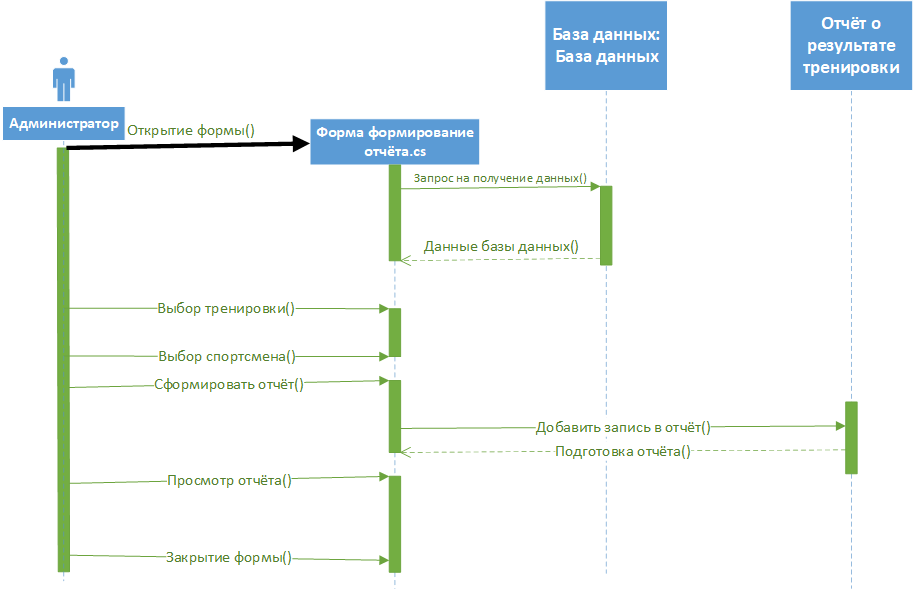 База данных:
База данных
Отчёт о
результате
тренировки
Администратор
Открытие формы()
Форма формирование
отчёта.cs
Запрос на получение данных()
Данные базы данных()
Выбор тренировки()
Выбор спортсмена()
Сформировать отчёт()
Добавить запись в отчёт()
Подготовка отчёта()
Просмотр отчёта()
Закрытие формы()